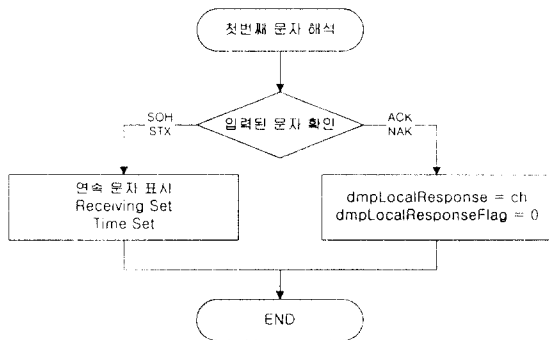 첫번째 문자 해석
입력된 문자 확인
SOH
STX
ACK
NAK
연속 문자 표시
Receiving Set
Time Set
dmpLocalResponse = ch
dmpLocalResponseFlag = 0
END